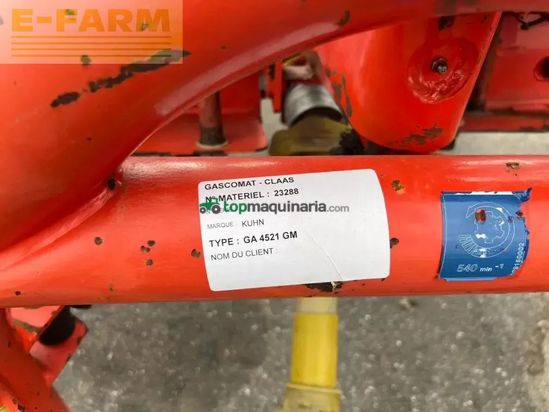 E-FARM
GASCOMAT - CLAAS
N° MATERIEL : 23288
topmaquinaria.com
MARQUE : KUHN
TYPE : GA 4521 GM
NOM DU CLIENT :
540 min⁻¹